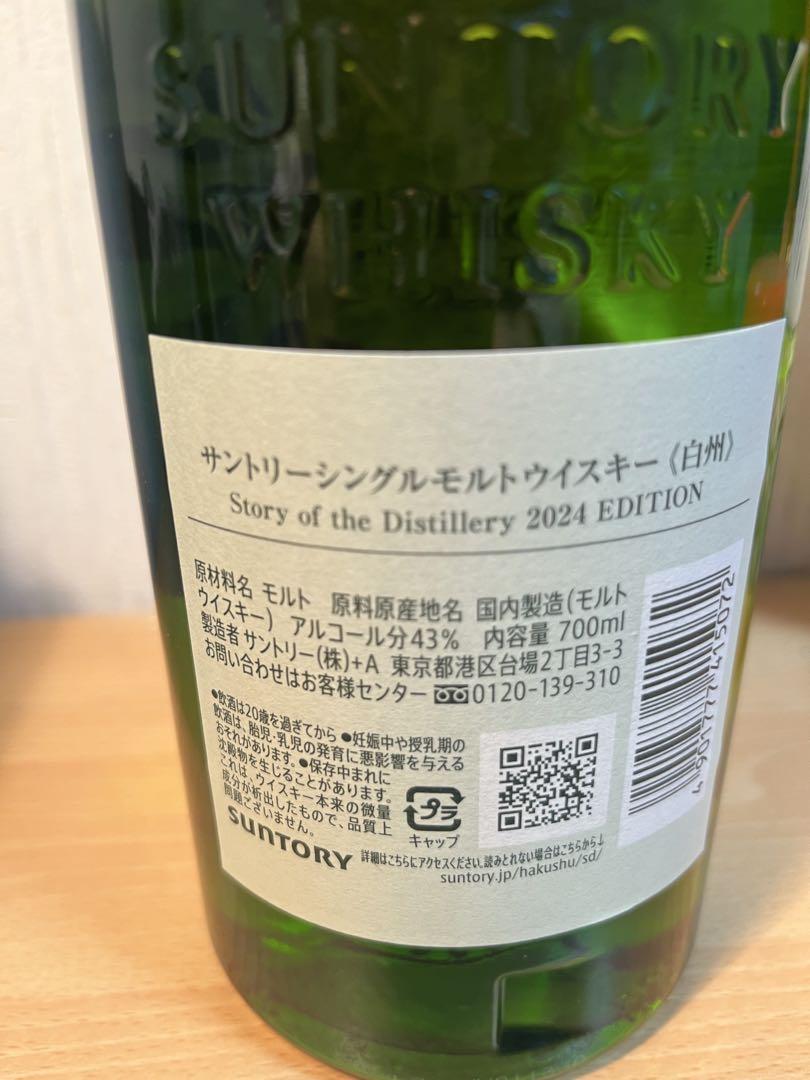 SUNTORY
WHISKY
サントリーシングルモルトウイスキー《白州》
Story of the Distillery 2024 EDITION
原材料名 モルト 原料原産地名 国内製造(モルト
ウイスキー) アルコール分43% 内容量 700ml
製造者 サントリー(株)+A 東京都港区台場2丁目3-3
お問い合わせはお客様センター 0120-139-310
●飲酒は20歳を過ぎてから ●妊娠中や授乳期の
飲酒は、胎児・乳児の発育に悪影響を与える
おそれがあります。●保存中まれに
沈殿物を生じることがあります。
これは、ウイスキー本来の微量
成分が析出したもので、品質上
問題ございません。
プラ
キャップ
SUNTORY
詳細はこちらにアクセスください。読みとれない場合はこちらから↓
suntory.jp/hakushu/sd/
4 901777 415072